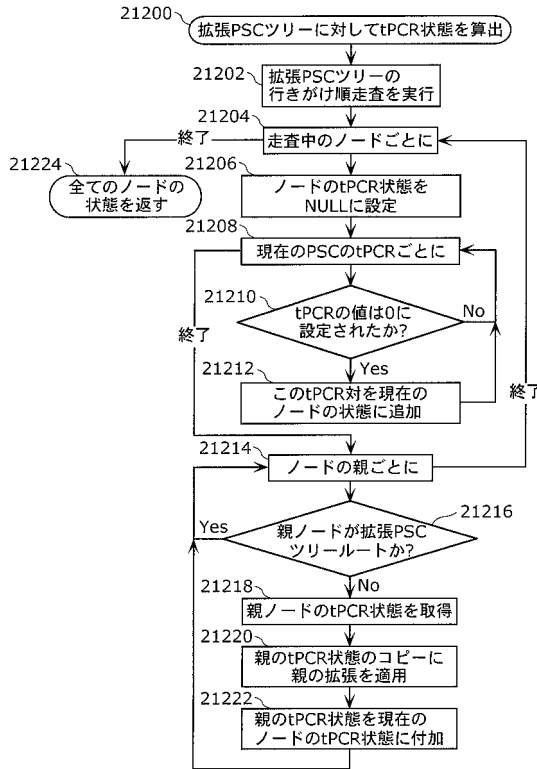 21200
拡張PSCツリーに対してtPCR状態を算出
21202
拡張PSCツリーの
行きがけ順走査を実行
21204
走査中のノードごとに
終了
21224
全てのノードの
状態を返す
21206
ノードのtPCR状態を
NULLに設定
21208
現在のPSCのtPCRごとに
21210
tPCRの値は0に
設定されたか?
No
Yes
終了
21212
このtPCR対を現在の
ノードの状態に追加
終了
21214
ノードの親ごとに
21216
親ノードが拡張PSC
ツリールートか?
Yes
No
21218
親ノードのtPCR状態を取得
21220
親のtPCR状態のコピーに
親の拡張を適用
21222
親のtPCR状態を現在の
ノードのtPCR状態に付加